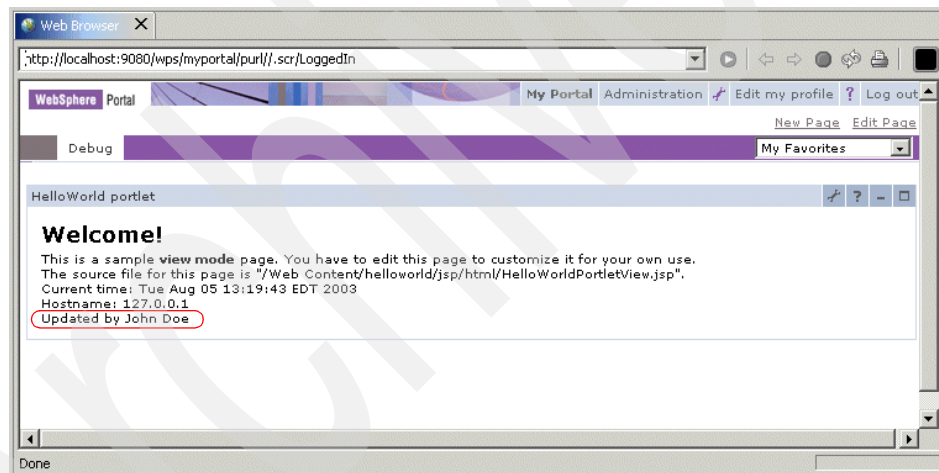 Web Browser
http://localhost:9080/wps/myportal/purl//.scr/LoggedIn
WebSphere Portal My Portal Administration Edit my profile ? Log out
New Page Edit Page
Debug My Favorites
HelloWorld portlet
Welcome!
This is a sample view mode page. You have to edit this page to customize it for your own use.
The source file for this page is "/Web Content/helloworld/jsp/html/HelloWorldPortletView.jsp".
Current time: Tue Aug 05 13:19:43 EDT 2003
Hostname: 127.0.0.1
Updated by John Doe
Done